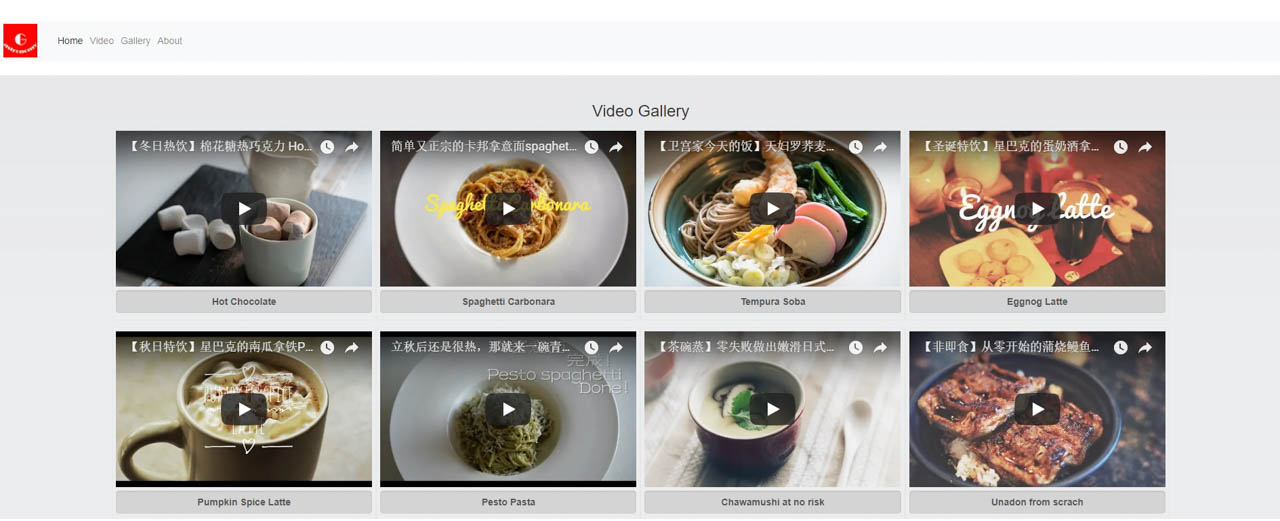 G
Home Video Gallery About
Video Gallery
【冬日热饮】棉花糖热巧克力 Ho...
简单又正宗的卡邦拿意面spaghet...
【卫宫家今天的饭】天妇罗荞麦...
【圣诞特饮】星巴克的蛋奶酒拿...
Spaghetti Carbonara
Eggnog Latte
Hot Chocolate
Spaghetti Carbonara
Tempura Soba
Eggnog Latte
【秋日特饮】星巴克的南瓜拿铁P...
立秋后还是很热，那就来一碗青...
【茶碗蒸】零失败做出嫩滑日式...
【非即食】从零开始的蒲烧鳗鱼...
完成！
Pesto spaghetti
Done!
Pumpkin Spice Latte
Pesto Pasta
Chawamushi at no risk
Unadon from scrach